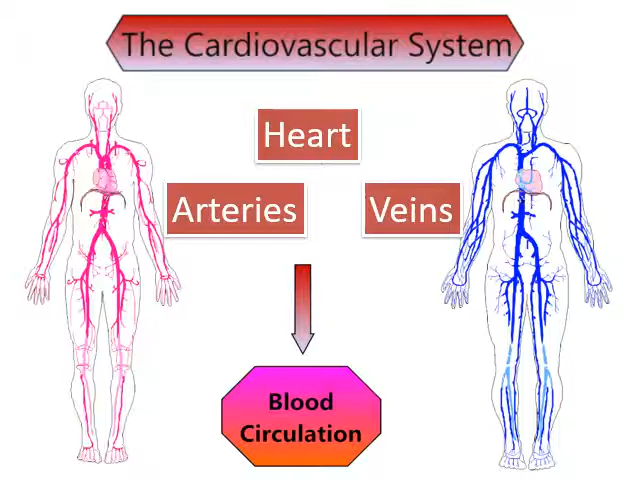 The Cardiovascular System
Heart
Arteries
Veins
Blood
Circulation